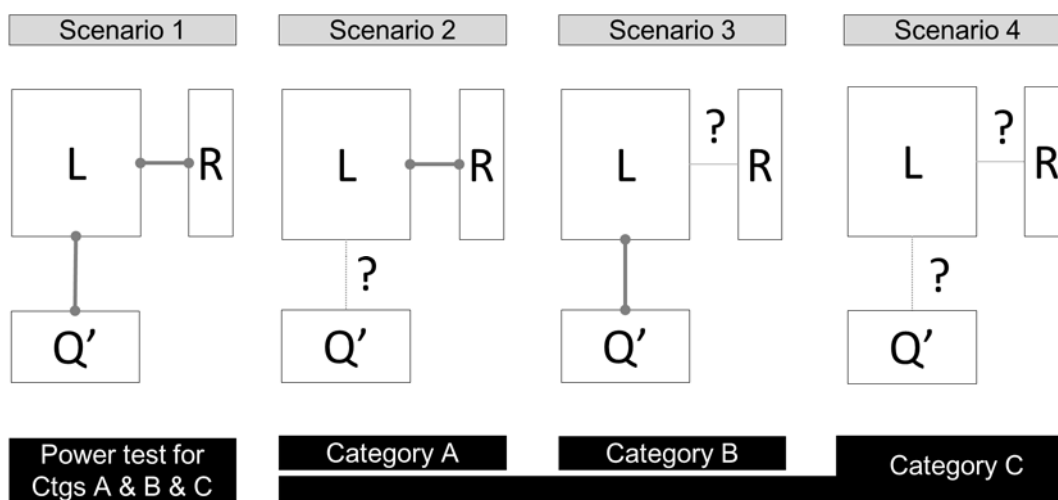 Scenario 1
Scenario 2
Scenario 3
Scenario 4
L
R
L
R
?
L
R
?
L
R
?
?
Q’
Q’
Q’
Q’
Power test for
Ctgs A & B & C
Category A
Category B
Category C